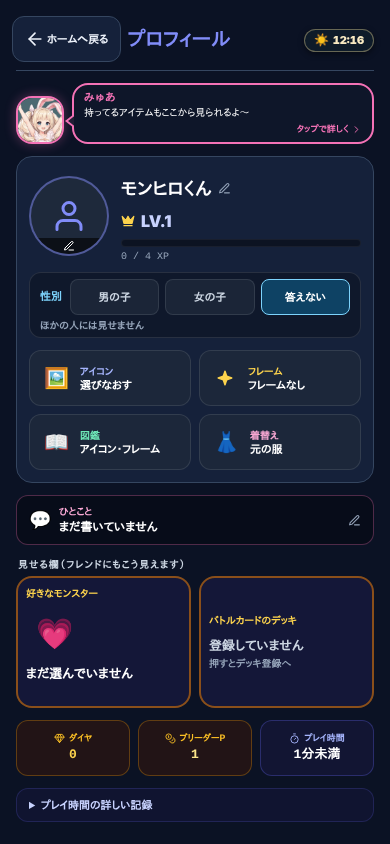 ホームへ戻る
プロフィール
12:16
みゅあ
持ってるアイテムもここから見られるよ〜
タップで詳しく
モンヒロくん
LV.1
0 / 4 XP
性別
男の子
女の子
答えない
ほかの人には見せません
アイコン
選びなおす
フレーム
フレームなし
図鑑
アイコン・フレーム
着替え
元の服
ひとこと
まだ書いていません
見せる欄（フレンドにもこう見えます）
好きなモンスター
まだ選んでいません
バトルカードのデッキ
登録していません
押すとデッキ登録へ
ダイヤ
0
ブリーダーP
1
プレイ時間
1分未満
▶ プレイ時間の詳しい記録